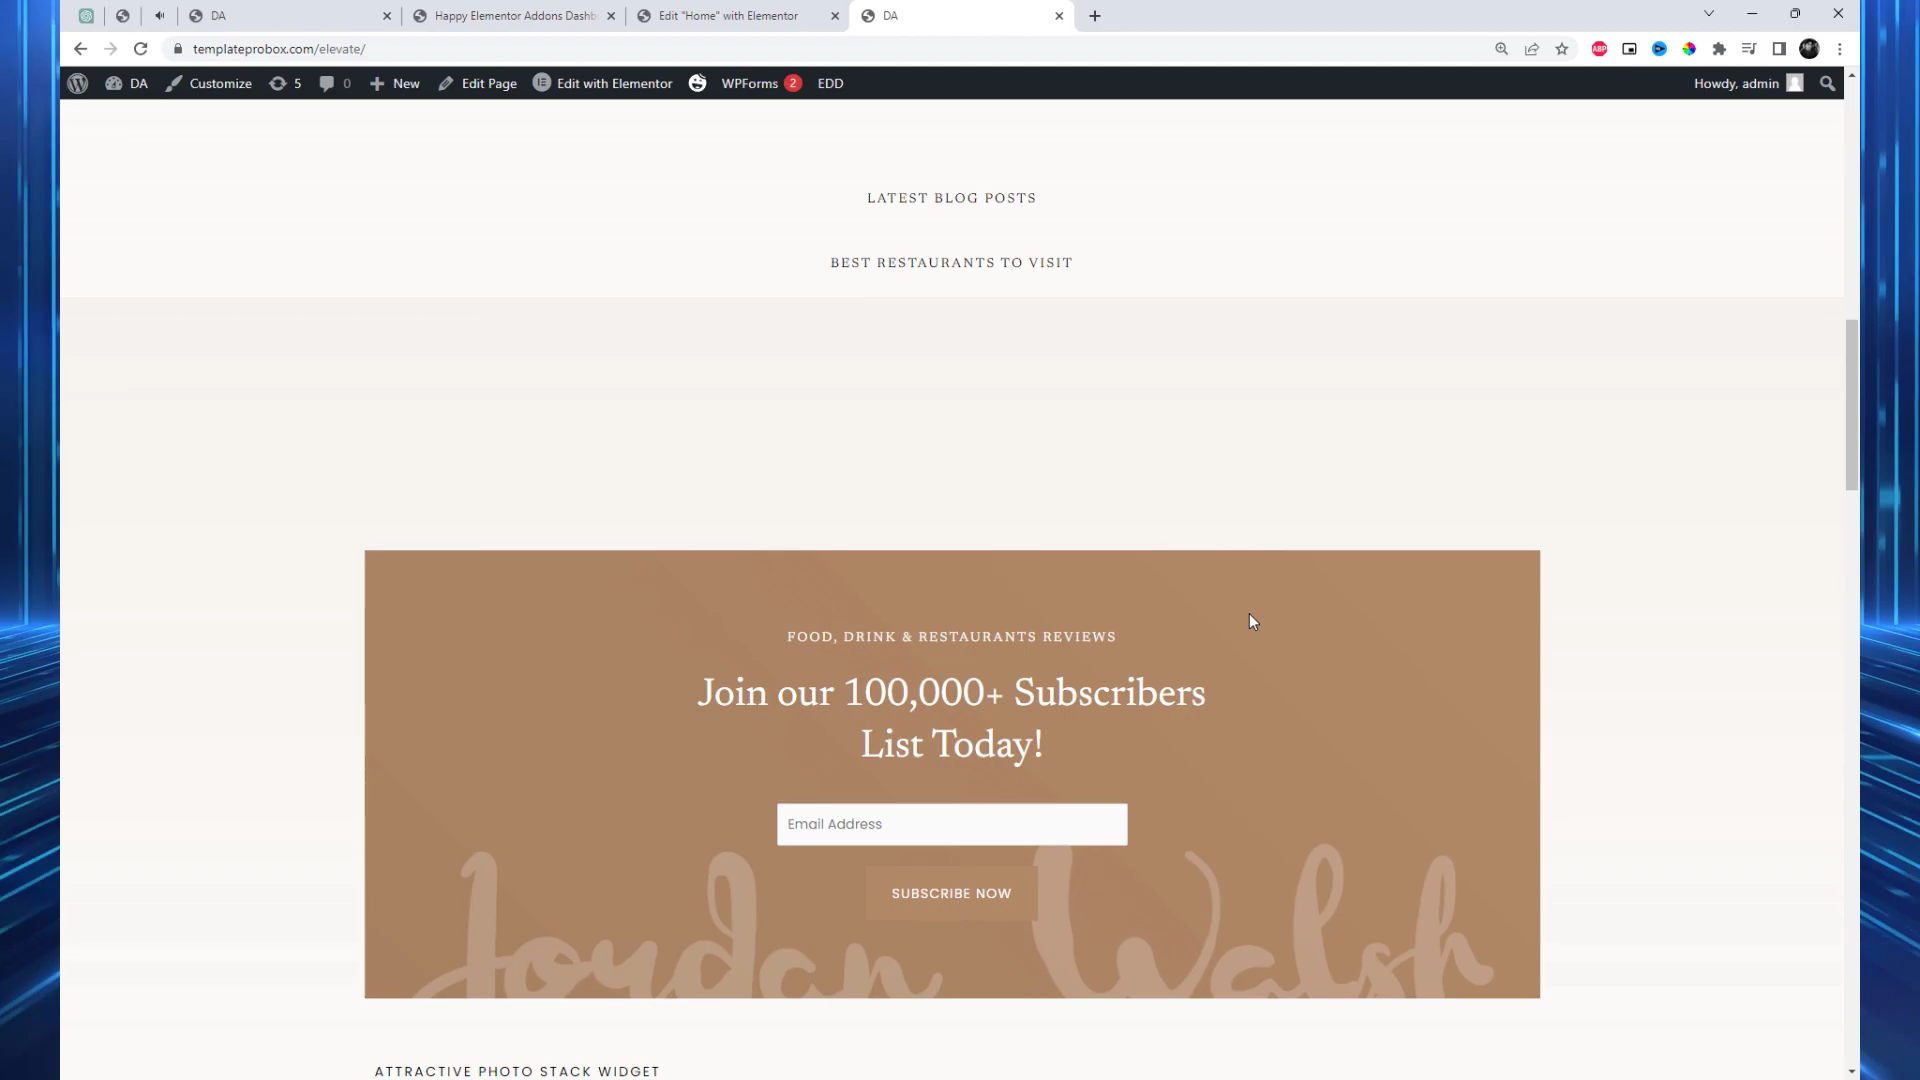 DA
Happy Elementor Addons Dashb
Edit "Home" with Elementor
DA
templateprobox.com/elevate/
ABP
DA
Customize
5
0
New
Edit Page
Edit with Elementor
WPForms 2
EDD
Howdy, admin
LATEST BLOG POSTS
BEST RESTAURANTS TO VISIT
FOOD, DRINK & RESTAURANTS REVIEWS
Join our 100,000+ Subscribers
List Today!
Email Address
SUBSCRIBE NOW
Jordan Walsh
ATTRACTIVE PHOTO STACK WIDGET